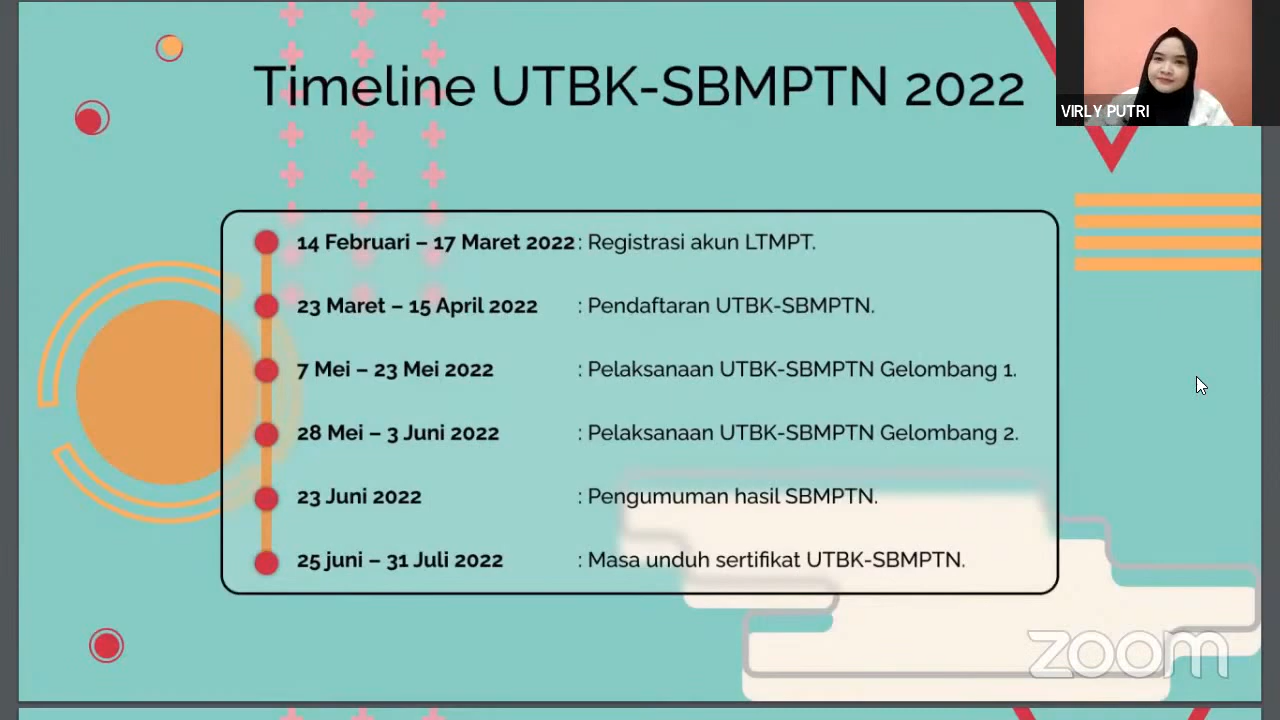 Timeline UTBK-SBMPTN 2022
VIRLY PUTRI
14 Februari – 17 Maret 2022 : Registrasi akun LTMPT.
23 Maret – 15 April 2022 : Pendaftaran UTBK-SBMPTN.
7 Mei – 23 Mei 2022 : Pelaksanaan UTBK-SBMPTN Gelombang 1.
28 Mei – 3 Juni 2022 : Pelaksanaan UTBK-SBMPTN Gelombang 2.
23 Juni 2022 : Pengumuman hasil SBMPTN.
25 juni – 31 Juli 2022 : Masa unduh sertifikat UTBK-SBMPTN.
zoom